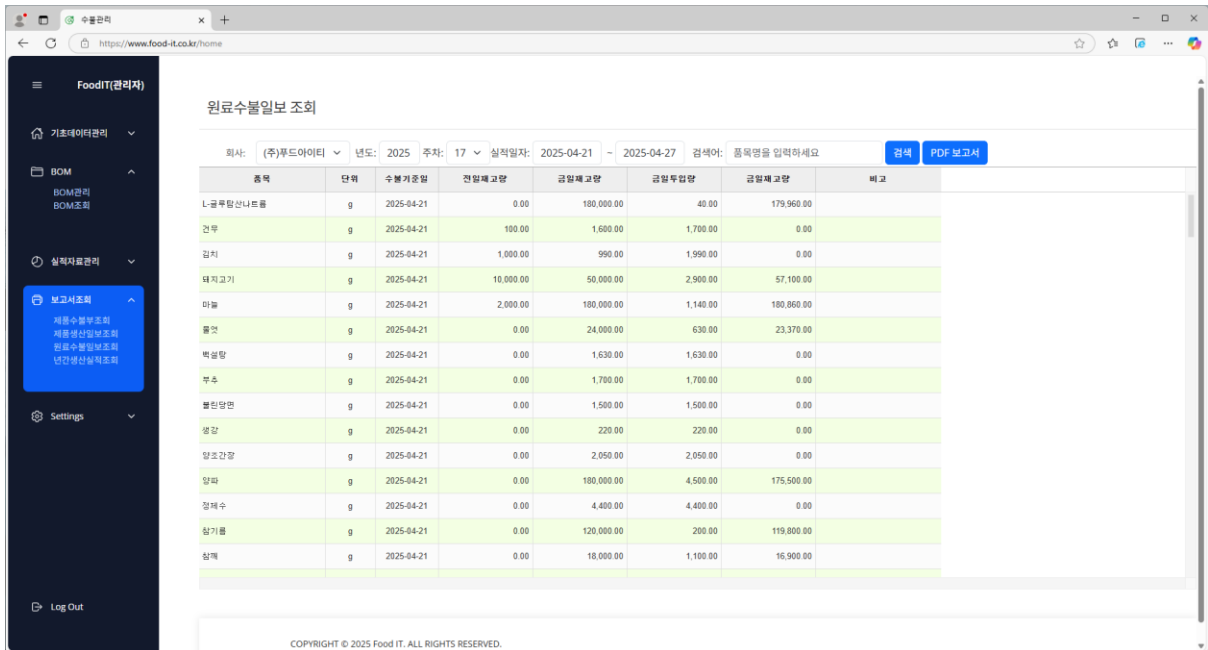 수불관리
https://www.food-it.co.kr/home
FoodIT(관리자)
기초데이터관리
BOM
BOM관리
BOM조회
실적자료관리
보고서조회
제품수불부조회
제품생산일보조회
원료수불일보조회
년간생산실적조회
Settings
Log Out
원료수불일보 조회
회사: (주)푸드아이티 년도: 2025 주차: 17 실적일자: 2025-04-21 ~ 2025-04-27 검색어: 품목명을 입력하세요 검색 PDF 보고서
품목 단위 수불기준일 전일재고량 금일재고량 금일투입량 금일재고량 비고
L-글루탐산나트륨 g 2025-04-21 0.00 180,000.00 40.00 179,960.00
건무 g 2025-04-21 100.00 1,600.00 1,700.00 0.00
김치 g 2025-04-21 1,000.00 990.00 1,990.00 0.00
돼지고기 g 2025-04-21 10,000.00 50,000.00 2,900.00 57,100.00
마늘 g 2025-04-21 2,000.00 180,000.00 1,140.00 180,860.00
물엿 g 2025-04-21 0.00 24,000.00 630.00 23,370.00
백설탕 g 2025-04-21 0.00 1,630.00 1,630.00 0.00
부추 g 2025-04-21 0.00 1,700.00 1,700.00 0.00
불린당면 g 2025-04-21 0.00 1,500.00 1,500.00 0.00
생강 g 2025-04-21 0.00 220.00 220.00 0.00
양조간장 g 2025-04-21 0.00 2,050.00 2,050.00 0.00
양파 g 2025-04-21 0.00 180,000.00 4,500.00 175,500.00
정제수 g 2025-04-21 0.00 4,400.00 4,400.00 0.00
참기름 g 2025-04-21 0.00 120,000.00 200.00 119,800.00
참깨 g 2025-04-21 0.00 18,000.00 1,100.00 16,900.00
COPYRIGHT © 2025 Food IT. ALL RIGHTS RESERVED.